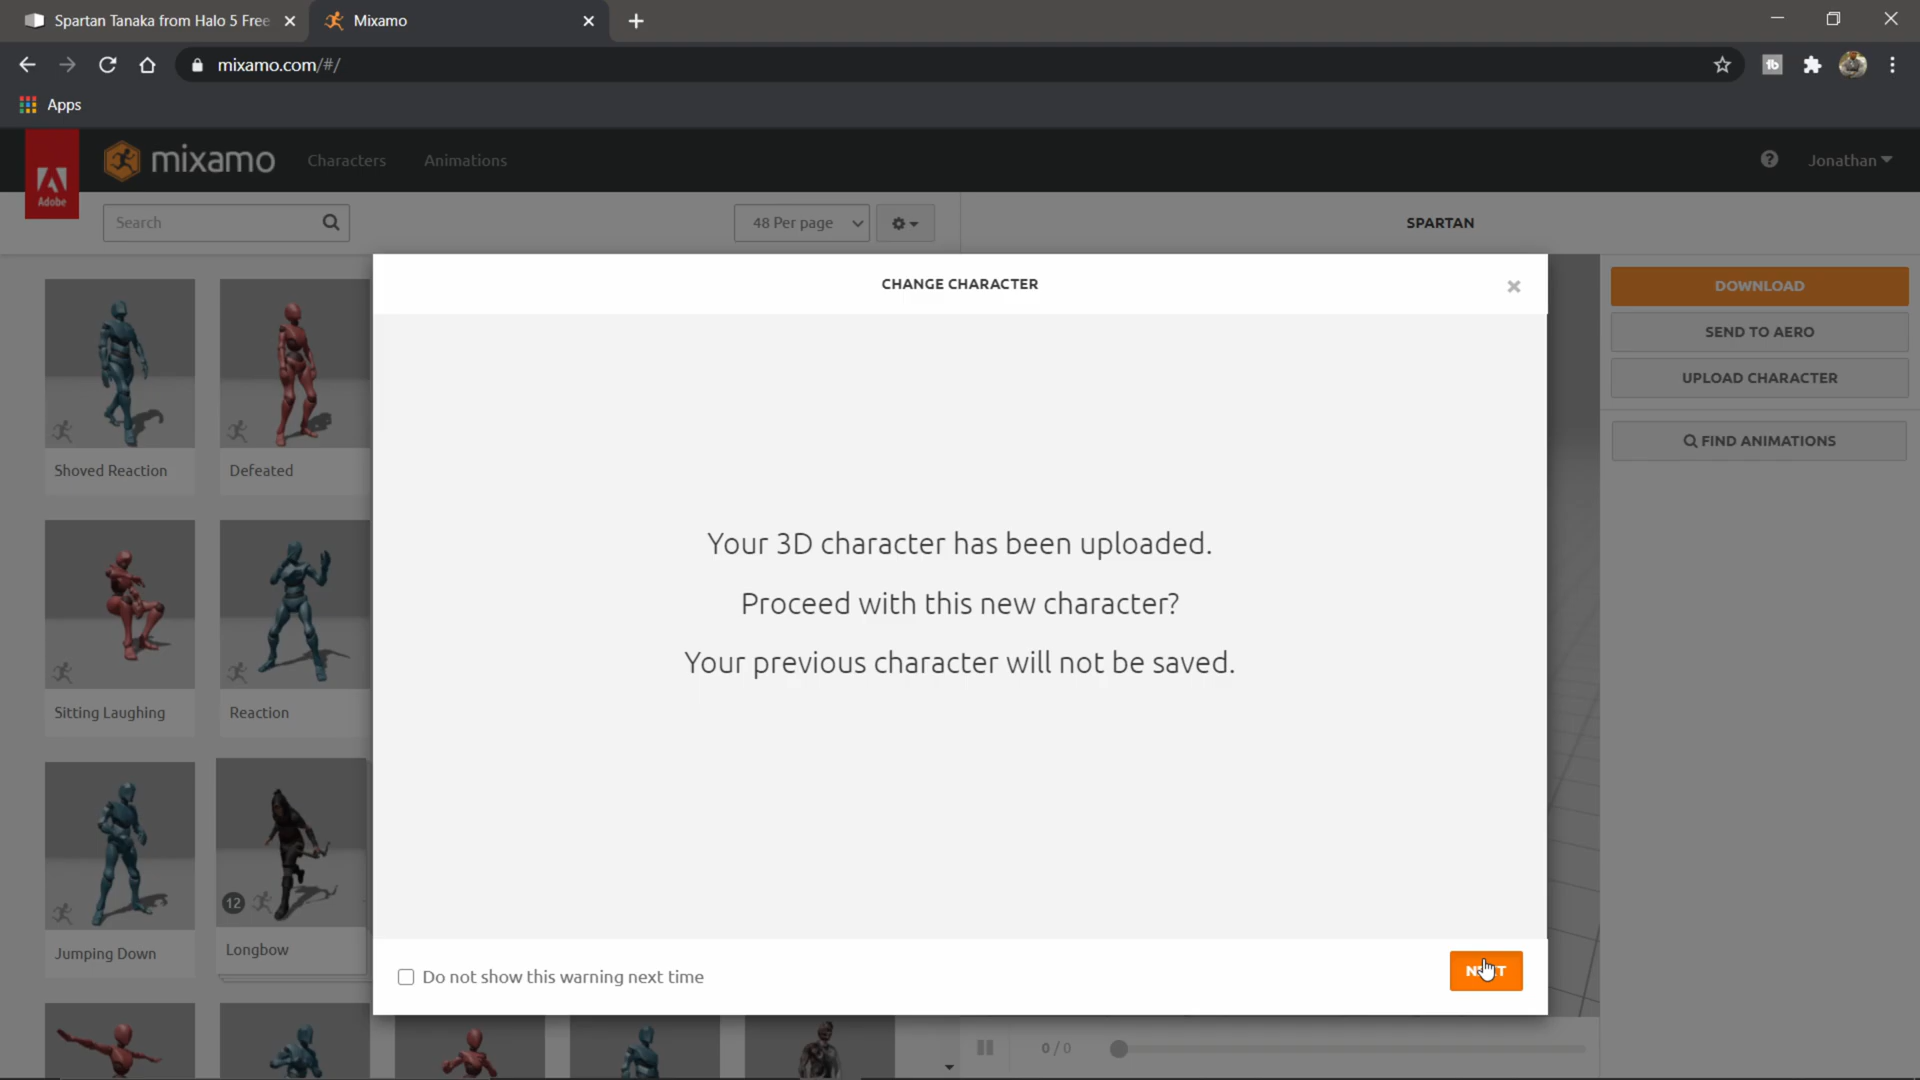 Spartan Tanaka from Halo 5 Free
Mixamo
mixamo.com/#/
Apps
Adobe
mixamo
Characters
Animations
Jonathan
Search
48 Per page
SPARTAN
CHANGE CHARACTER
DOWNLOAD
SEND TO AERO
UPLOAD CHARACTER
FIND ANIMATIONS
Shoved Reaction
Defeated
Your 3D character has been uploaded.
Proceed with this new character?
Your previous character will not be saved.
Sitting Laughing
Reaction
12
Jumping Down
Longbow
Do not show this warning next time
NEXT
0 / 0